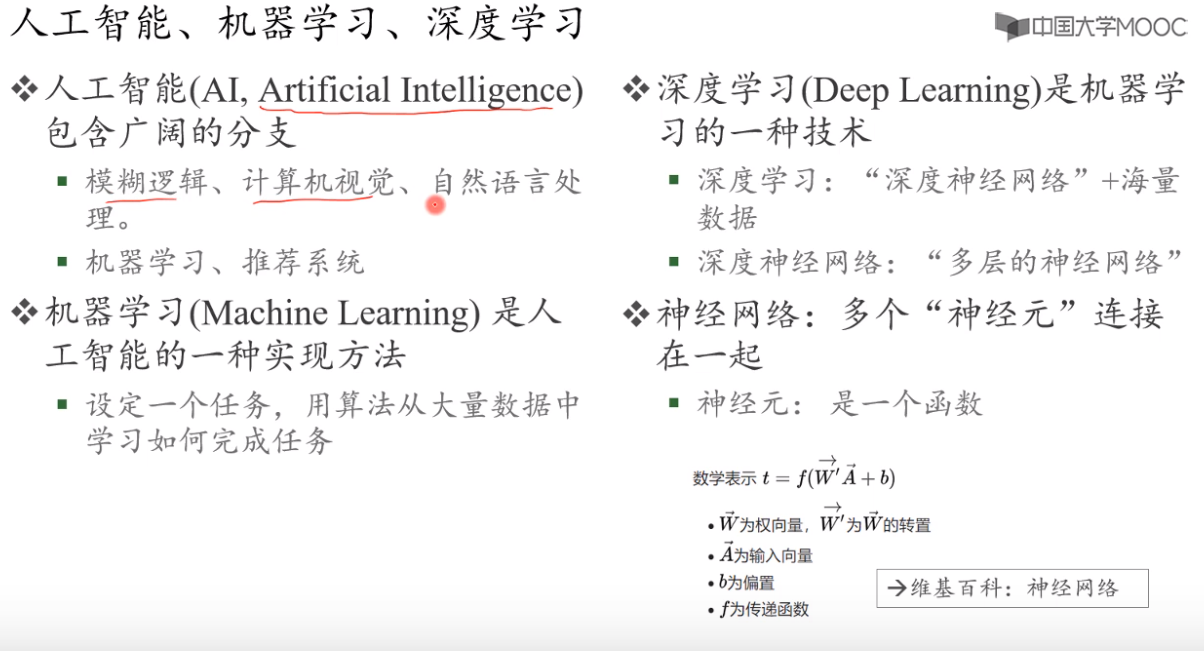 人工智能、机器学习、深度学习
中国大学MOOC
❖人工智能(AI, Artificial Intelligence)
包含广阔的分支
▪ 模糊逻辑、计算机视觉、自然语言处
理。
▪ 机器学习、推荐系统
❖机器学习(Machine Learning) 是人
工智能的一种实现方法
▪ 设定一个任务，用算法从大量数据中
学习如何完成任务
❖深度学习(Deep Learning)是机器学
习的一种技术
▪ 深度学习：“深度神经网络”+海量
数据
▪ 深度神经网络：“多层的神经网络”
❖神经网络：多个“神经元”连接
在一起
▪ 神经元： 是一个函数
数学表示 $t = f(\overrightarrow{W'}\vec{A} + b)$
• $\vec{W}$为权向量，$\overrightarrow{W'}$为$\vec{W}$的转置
• $\vec{A}$为输入向量
• $b$为偏置
• $f$为传递函数
→维基百科：神经网络